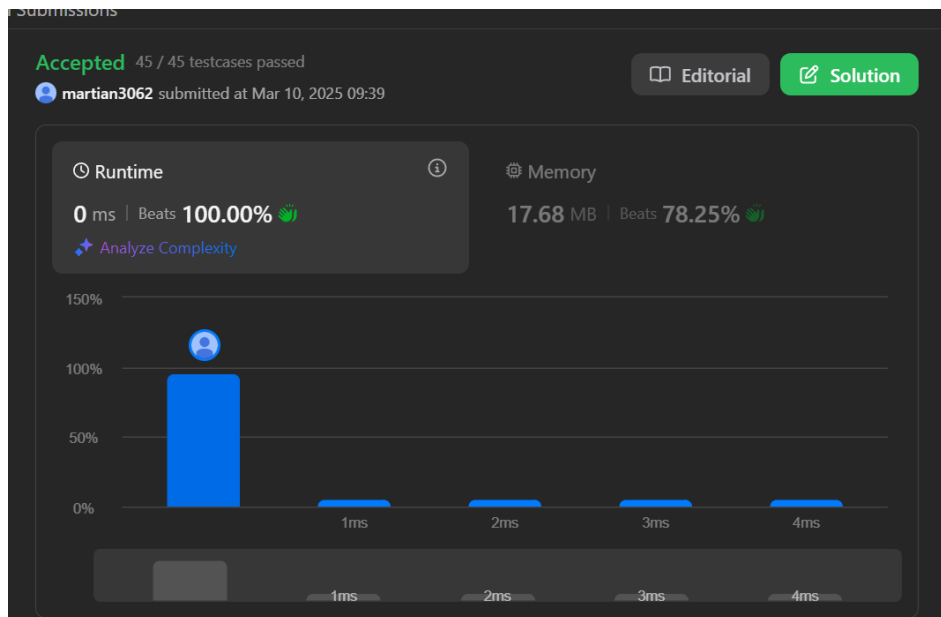 Submissions
Accepted 45 / 45 testcases passed
Editorial
Solution
martian3062 submitted at Mar 10, 2025 09:39
Runtime
0 ms | Beats 100.00%
Analyze Complexity
Memory
17.68 MB | Beats 78.25%
150%
100%
50%
0%
1ms 2ms 3ms 4ms
1ms 2ms 3ms 4ms